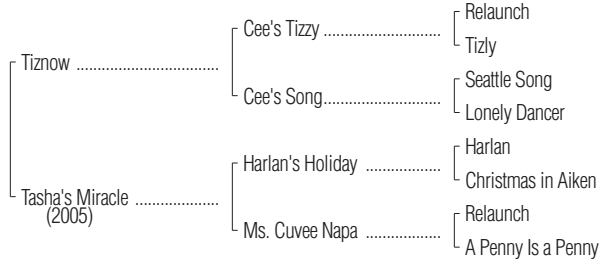 Relaunch
Cee's Tizzy ..............................
Tizly
Tiznow ....................................
Seattle Song
Cee's Song..............................
Lonely Dancer
Harlan
Harlan's Holiday ...................
Christmas in Aiken
Tasha's Miracle .....................
(2005)
Relaunch
Ms. Cuvee Napa ...................
A Penny Is a Penny